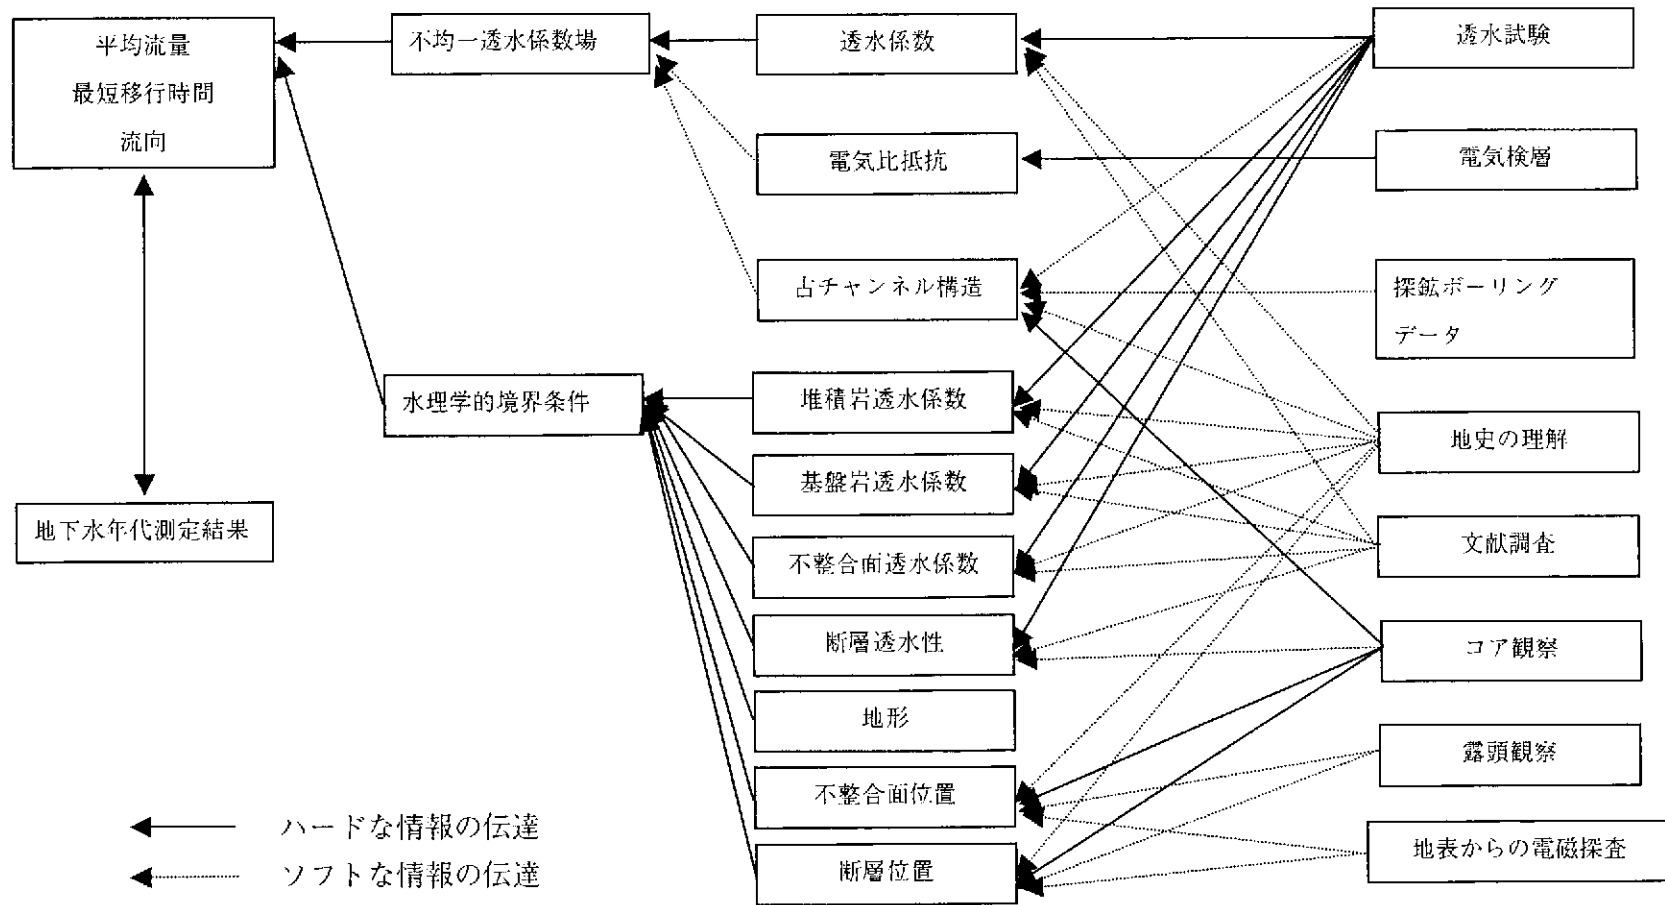 平均流量
最短移行時間
流向
地下水年代測定結果
不均一透水係数場
水理学的境界条件
透水係数
電気比抵抗
占チャンネル構造
堆積岩透水係数
基盤岩透水係数
不整合面透水係数
断層透水性
地形
不整合面位置
断層位置
透水試験
電気検層
探鉱ボーリング
データ
地史の理解
文献調査
コア観察
露頭観察
地表からの電磁探査
ハードな情報の伝達
ソフトな情報の伝達